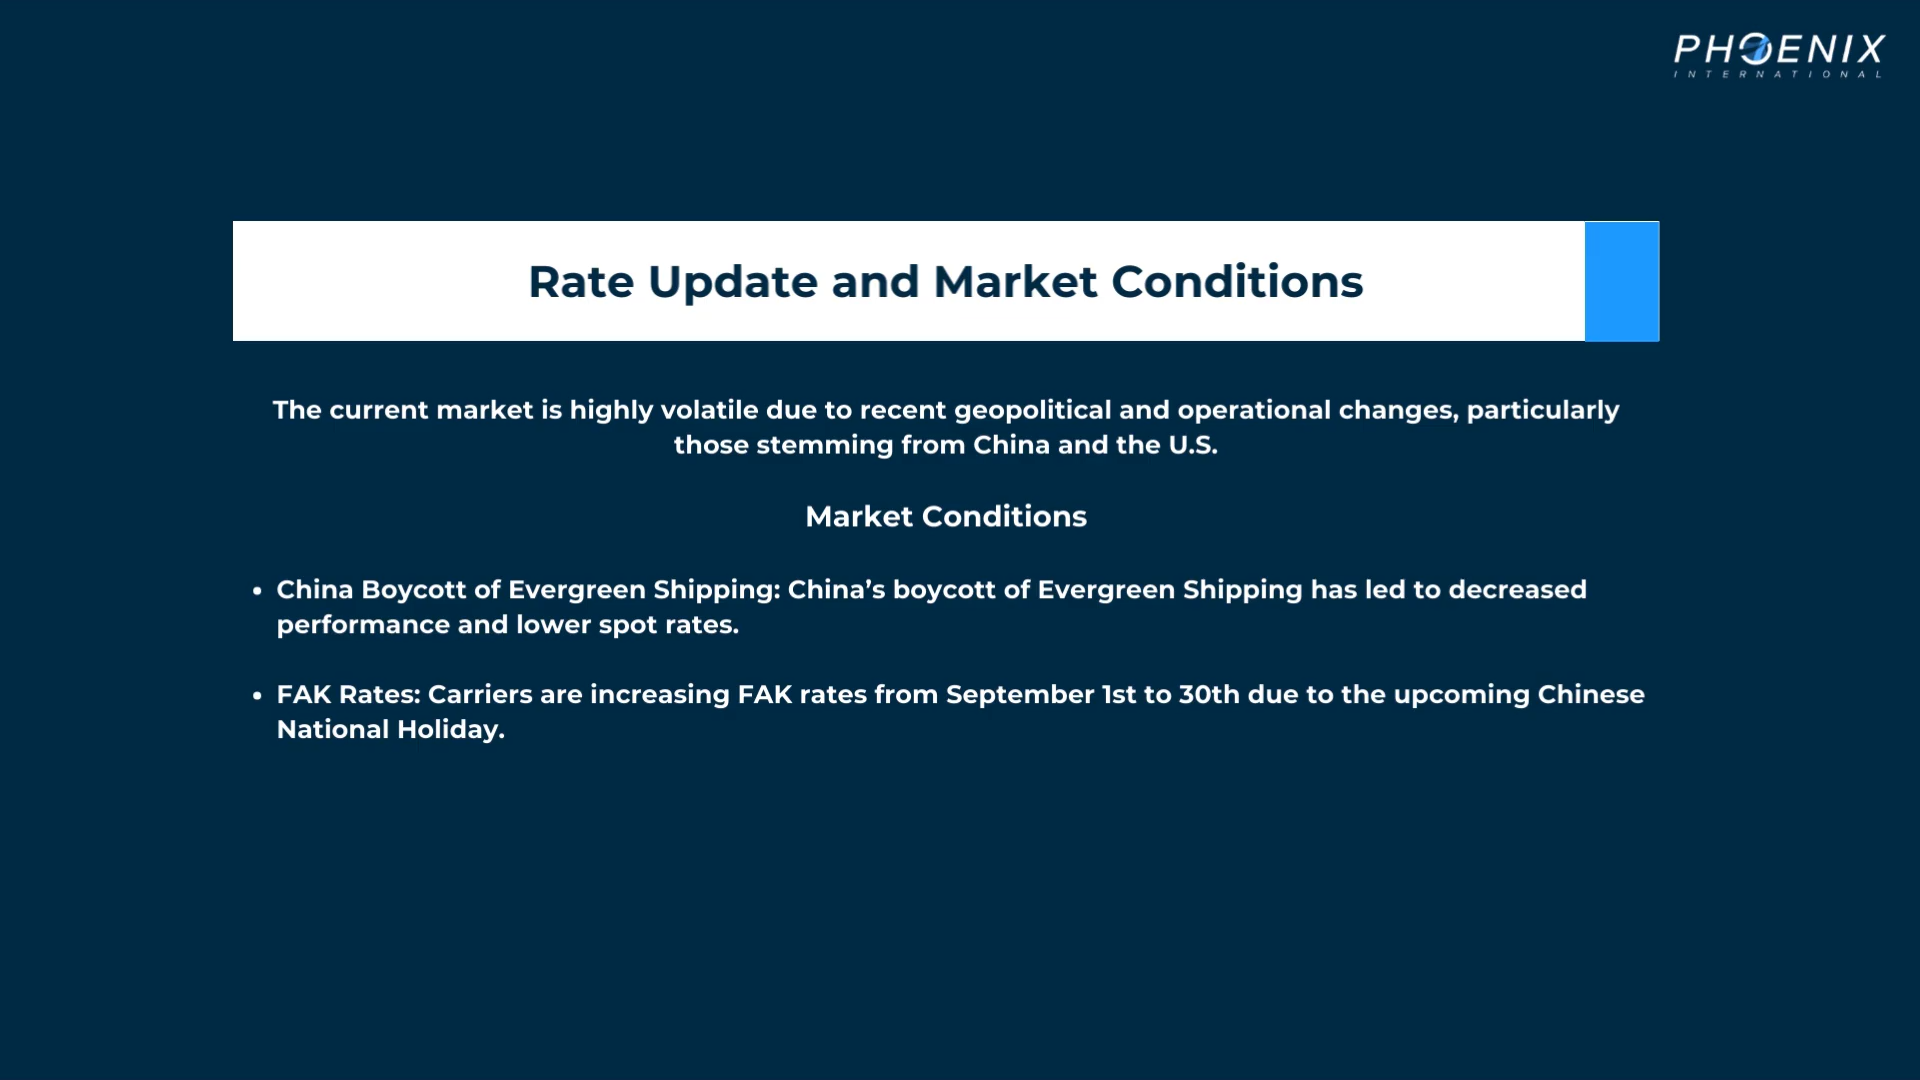 PHOENIX
INTERNATIONAL
Rate Update and Market Conditions
The current market is highly volatile due to recent geopolitical and operational changes, particularly
those stemming from China and the U.S.
Market Conditions
• China Boycott of Evergreen Shipping: China’s boycott of Evergreen Shipping has led to decreased
performance and lower spot rates.
• FAK Rates: Carriers are increasing FAK rates from September 1st to 30th due to the upcoming Chinese
National Holiday.